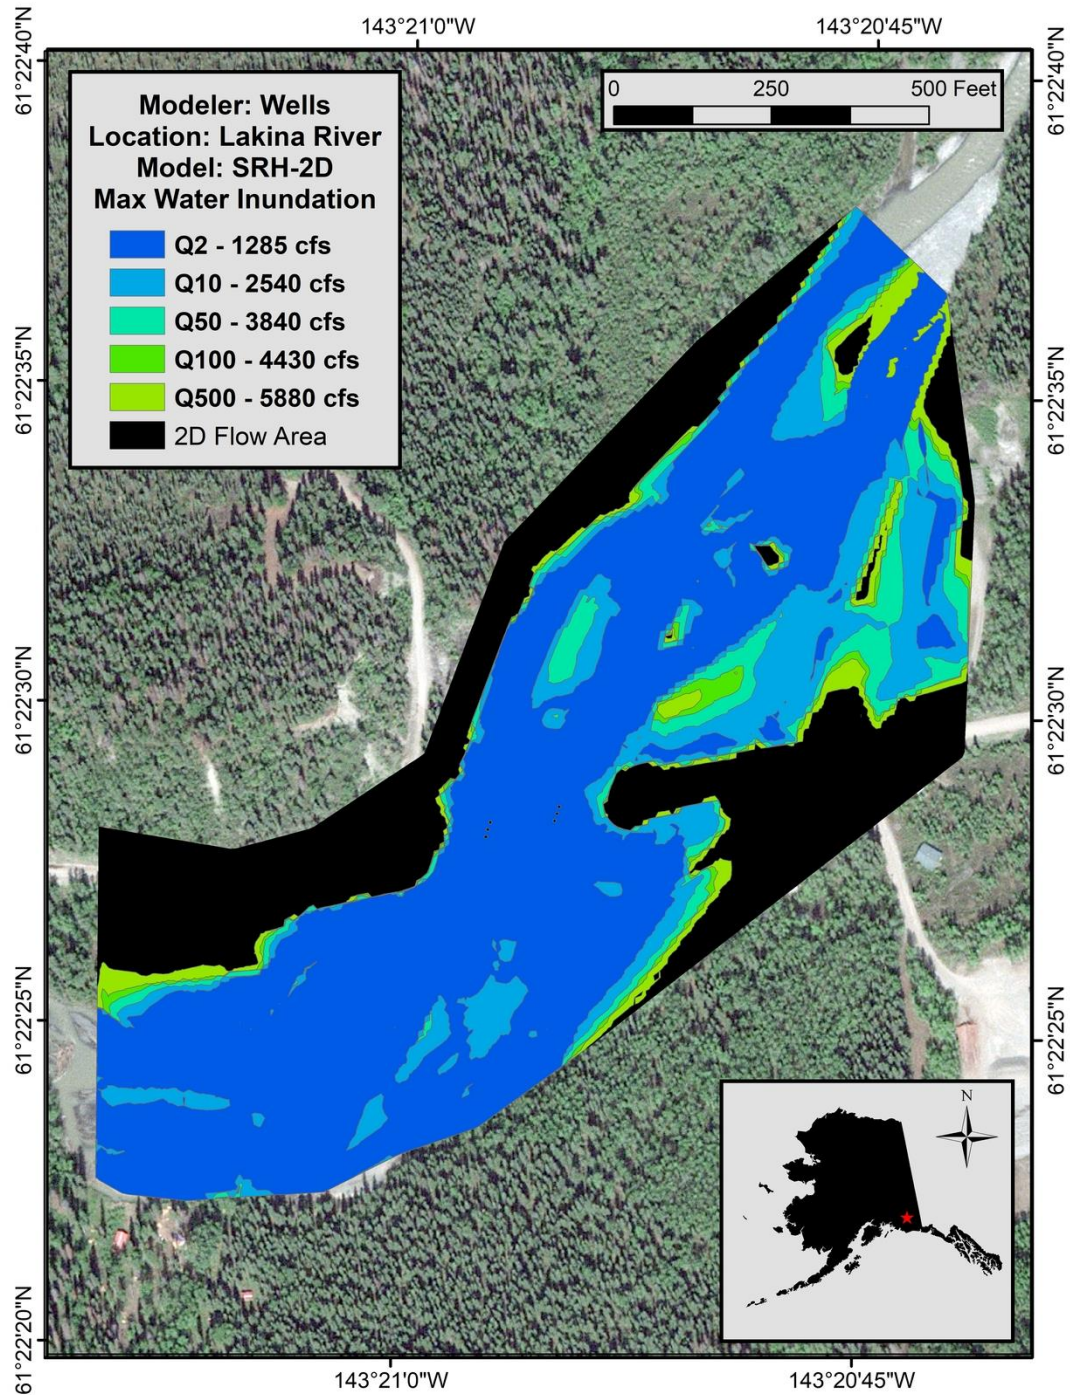 143°21'0"W
143°20'45"W
61°22'40"N
61°22'40"N
Modeler: Wells
Location: Lakina River
Model: SRH-2D
Max Water Inundation
Q2 - 1285 cfs
Q10 - 2540 cfs
Q50 - 3840 cfs
Q100 - 4430 cfs
Q500 - 5880 cfs
2D Flow Area
0 250 500 Feet
61°22'35"N
61°22'35"N
61°22'30"N
61°22'30"N
61°22'25"N
61°22'25"N
N
61°22'20"N
143°21'0"W
143°20'45"W